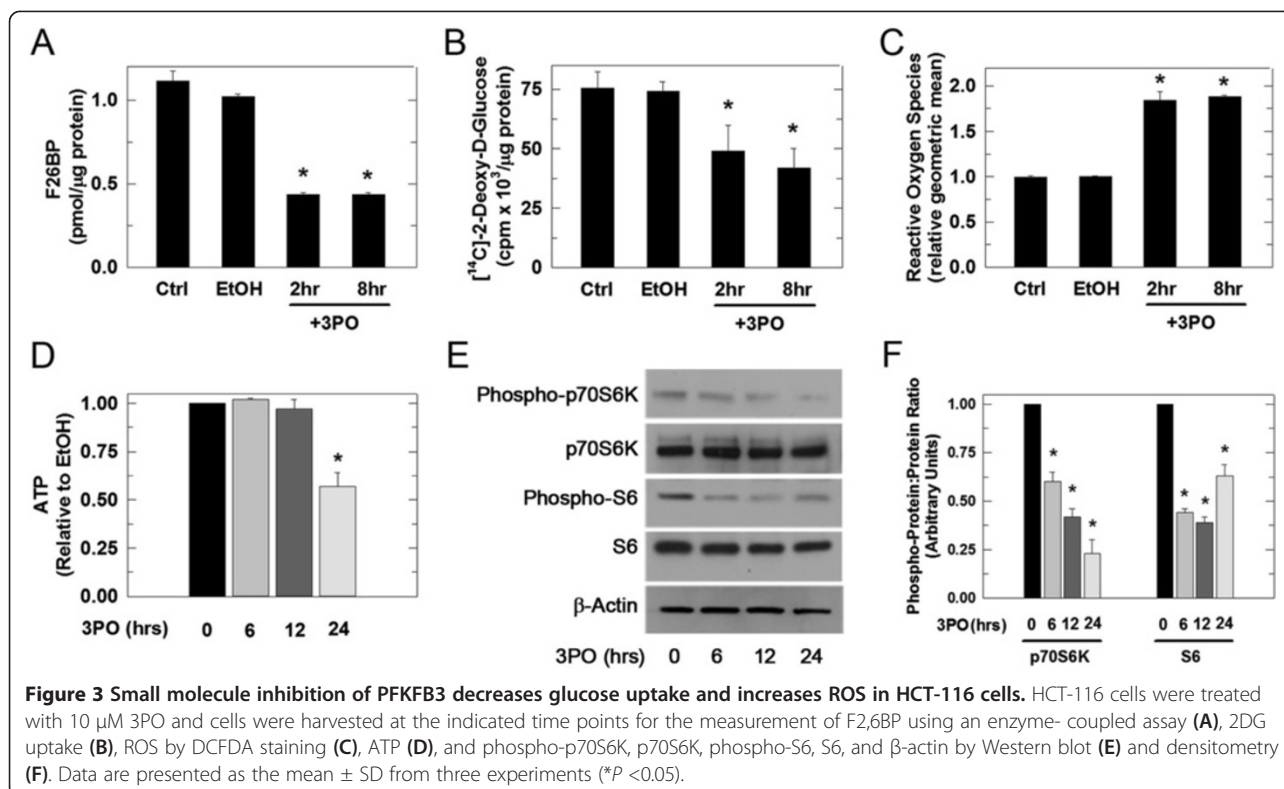 A
F26BP
(pmol/µg protein)
1.0
0.5
0.0
* *
Ctrl EtOH 2hr 8hr
+3PO
B
[¹⁴C]-2-Deoxy-D-Glucose
(cpm x 10³/µg protein)
75
50
25
0
* *
Ctrl EtOH 2hr 8hr
+3PO
C
Reactive Oxygen Species
(relative geometric mean)
2.0
1.5
1.0
0.5
0.0
* *
Ctrl EtOH 2hr 8hr
+3PO
D
ATP
(Relative to EtOH)
1.00
0.75
0.50
0.25
0.00
*
3PO (hrs) 0 6 12 24
E
Phospho-p70S6K
p70S6K
Phospho-S6
S6
β-Actin
3PO (hrs) 0 6 12 24
F
Phospho-Protein:Protein Ratio
(Arbitrary Units)
1.00
0.75
0.50
0.25
0.00
* * * * * *
3PO (hrs) 0 6 12 24 0 6 12 24
p70S6K S6
Figure 3 Small molecule inhibition of PFKFB3 decreases glucose uptake and increases ROS in HCT-116 cells. HCT-116 cells were treated
with 10 µM 3PO and cells were harvested at the indicated time points for the measurement of F2,6BP using an enzyme- coupled assay (A), 2DG
uptake (B), ROS by DCFDA staining (C), ATP (D), and phospho-p70S6K, p70S6K, phospho-S6, S6, and β-actin by Western blot (E) and densitometry
(F). Data are presented as the mean ± SD from three experiments (*P <0.05).